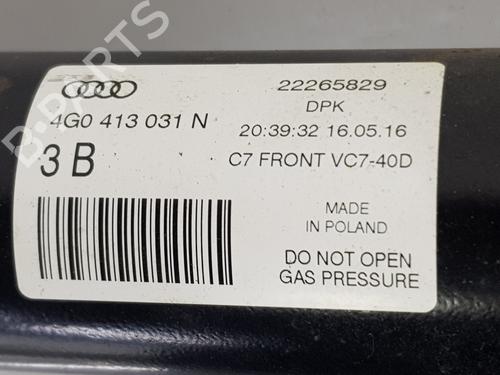 22265829
4G0 413 031 N
DPK
20:39:32 16.05.16
3 B
C7 FRONT VC7-40D
MADE
IN POLAND
DO NOT OPEN
GAS PRESSURE
B-PARTS